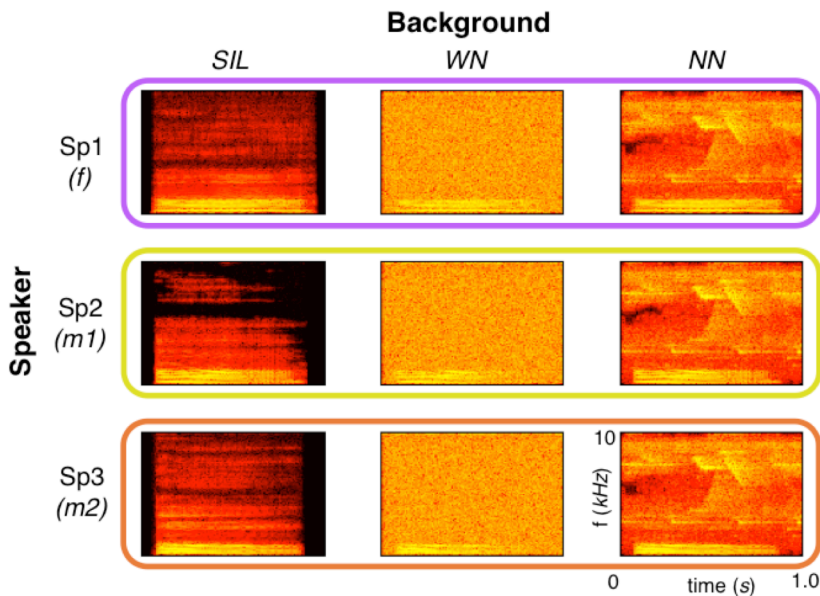 Background
SIL WN NN
Speaker
Sp1
(f)
Sp2
(m1)
Sp3
(m2)
10
f (kHz)
0 time (s) 1.0